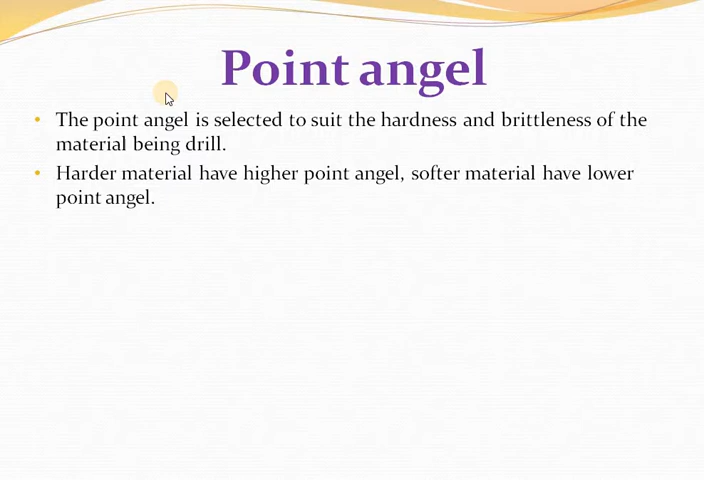 Point angel
• The point angel is selected to suit the hardness and brittleness of the
material being drill.
• Harder material have higher point angel, softer material have lower
point angel.